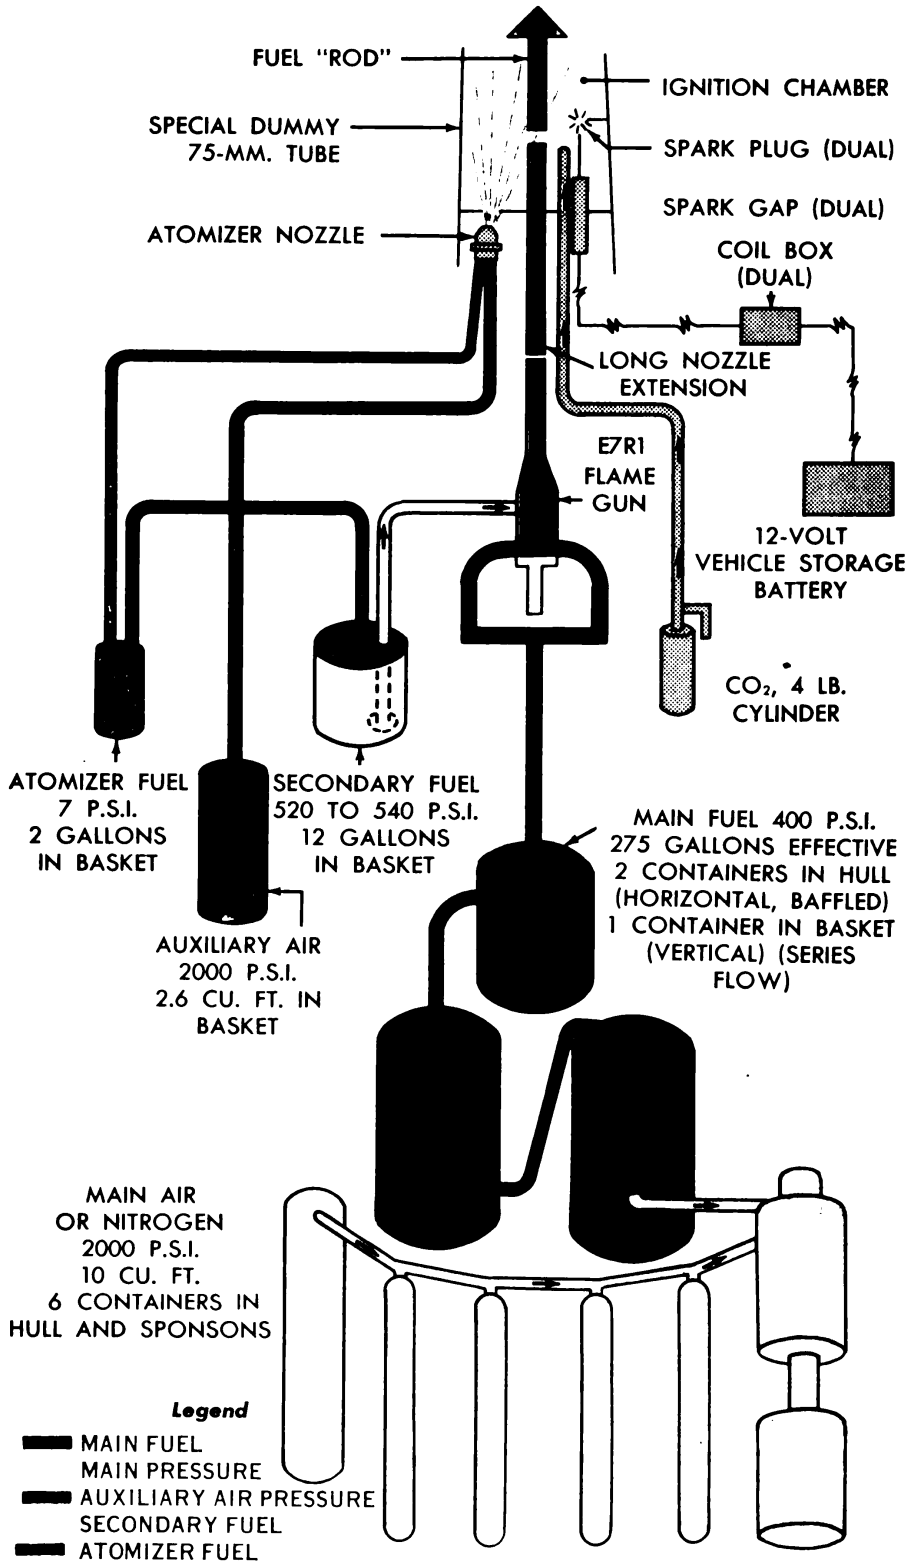 FUEL "ROD"
IGNITION CHAMBER
SPECIAL DUMMY
75-MM. TUBE
SPARK PLUG (DUAL)
SPARK GAP (DUAL)
ATOMIZER NOZZLE
COIL BOX
(DUAL)
LONG NOZZLE
EXTENSION
E7R1
FLAME
GUN
12-VOLT
VEHICLE STORAGE
BATTERY
CO₂, 4 LB.
CYLINDER
ATOMIZER FUEL
7 P.S.I.
2 GALLONS
IN BASKET
SECONDARY FUEL
520 TO 540 P.S.I.
12 GALLONS
IN BASKET
MAIN FUEL 400 P.S.I.
275 GALLONS EFFECTIVE
2 CONTAINERS IN HULL
(HORIZONTAL, BAFFLED)
1 CONTAINER IN BASKET
(VERTICAL) (SERIES
FLOW)
AUXILIARY AIR
2000 P.S.I.
2.6 CU. FT. IN
BASKET
MAIN AIR
OR NITROGEN
2000 P.S.I.
10 CU. FT.
6 CONTAINERS IN
HULL AND SPONSONS
Legend
MAIN FUEL
MAIN PRESSURE
AUXILIARY AIR PRESSURE
SECONDARY FUEL
ATOMIZER FUEL